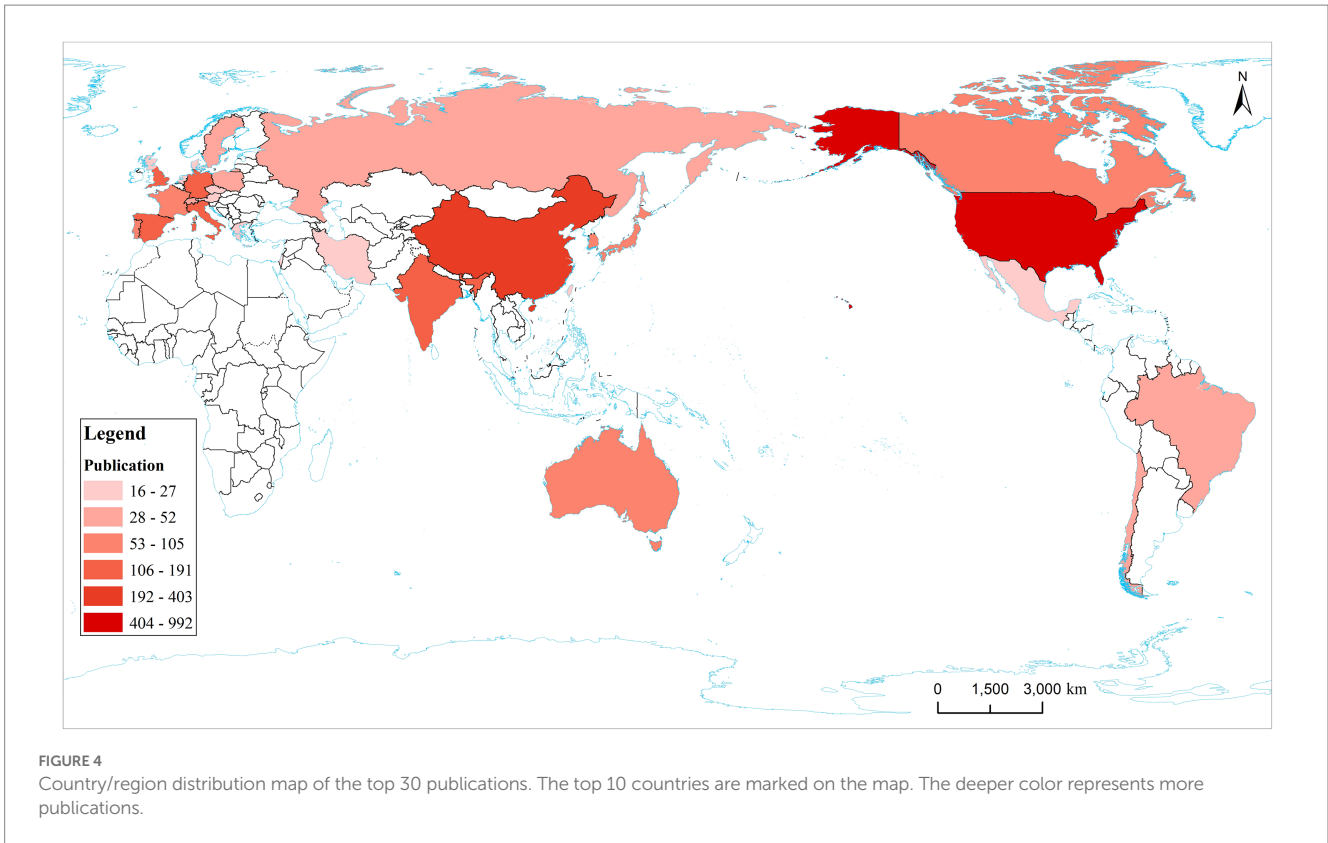 N
Legend
Publication
16 - 27
28 - 52
53 - 105
106 - 191
192 - 403
404 - 992
0 1,500 3,000 km
FIGURE 4
Country/region distribution map of the top 30 publications. The top 10 countries are marked on the map. The deeper color represents more
publications.